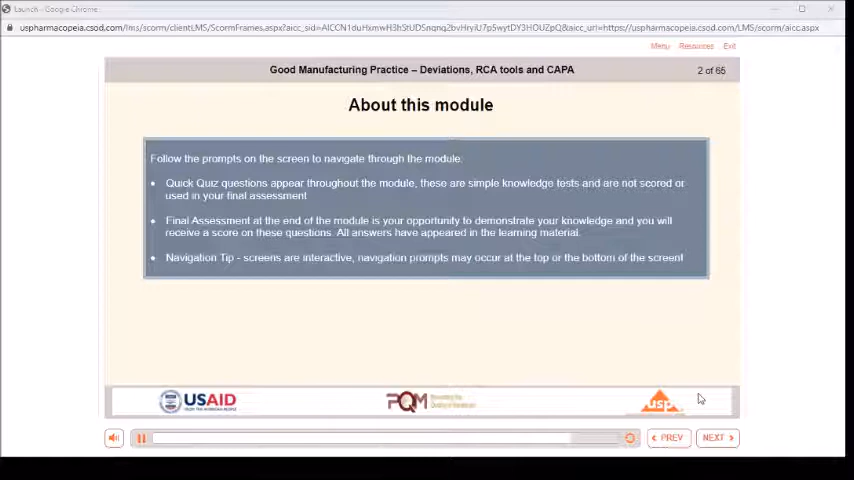 Launch - Google Chrome
Menu Resources Exit
Good Manufacturing Practice – Deviations, RCA tools and CAPA
2 of 65
About this module
Follow the prompts on the screen to navigate through the module.
• Quick Quiz questions appear throughout the module, these are simple knowledge tests and are not scored or
used in your final assessment
• Final Assessment at the end of the module is your opportunity to demonstrate your knowledge and you will
receive a score on these questions. All answers have appeared in the learning material.
• Navigation Tip - screens are interactive, navigation prompts may occur at the top or the bottom of the screen!
USAID
FROM THE AMERICAN PEOPLE
PQM
usp
PREV
NEXT